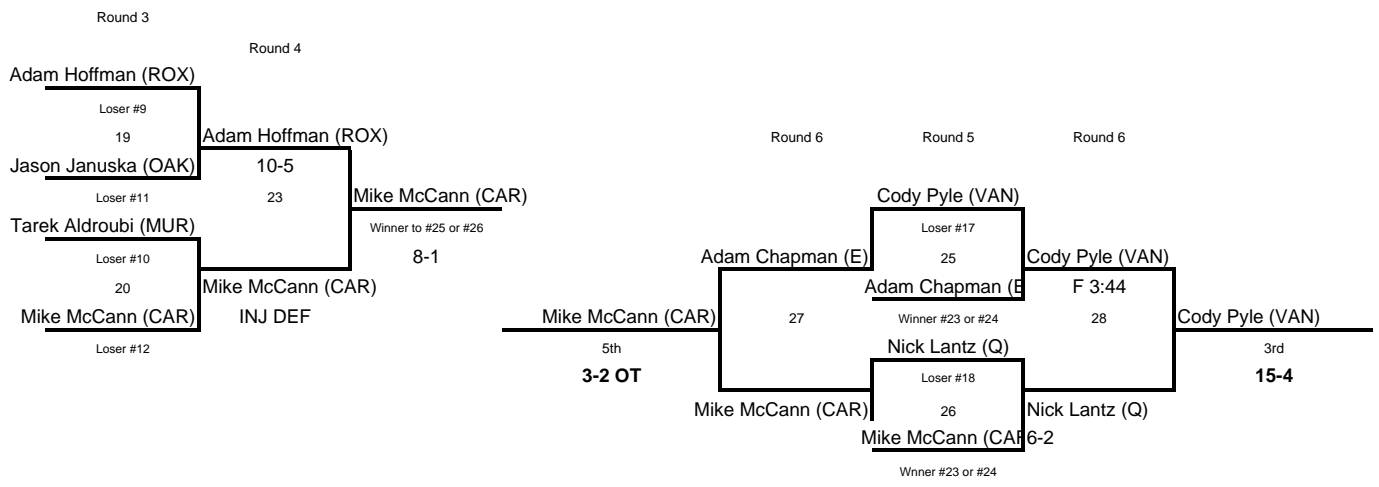 Round 3
Round 4
Adam Hoffman (ROX)
Loser #9
19
Jason Januska (OAK)
Loser #11
Tarek Aldroubi (MUR)
Loser #10
20
Mike McCann (CAR)
Loser #12
Adam Hoffman (ROX)
10-5
23
Mike McCann (CAR)
INJ DEF
Mike McCann (CAR)
Winner to #25 or #26
8-1
Round 6
Round 5
Round 6
Mike McCann (CAR)
5th
3-2 OT
Adam Chapman (E)
27
Mike McCann (CAR)
Cody Pyle (VAN)
Loser #17
25
Adam Chapman (E
Winner #23 or #24
Nick Lantz (Q)
Loser #18
26
Mike McCann (CAR
Wnner #23 or #24
Cody Pyle (VAN)
F 3:44
28
Nick Lantz (Q)
6-2
Cody Pyle (VAN)
3rd
15-4